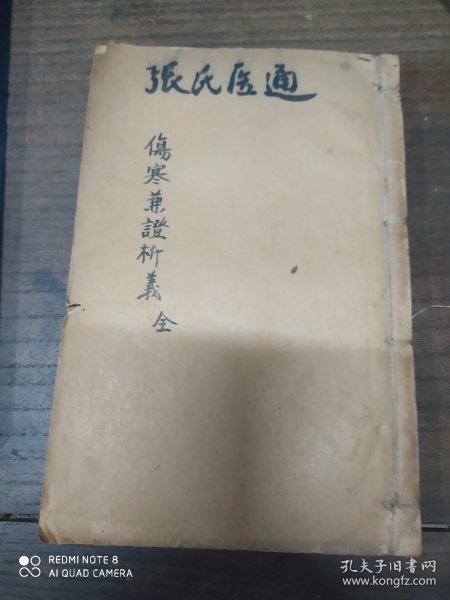 張氏医通
傷寒兼證析義 全
REDMI NOTE 8
AI QUAD CAMERA
孔夫子旧书网
www.kongfz.com